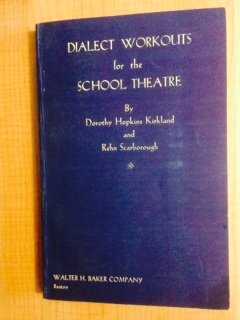 DIALECT WORKOUTS
for the
SCHOOL THEATRE
By
Dorothy Hopkins Kirkland
and
Rehn Scarborough
WALTER H. BAKER COMPANY
Boston